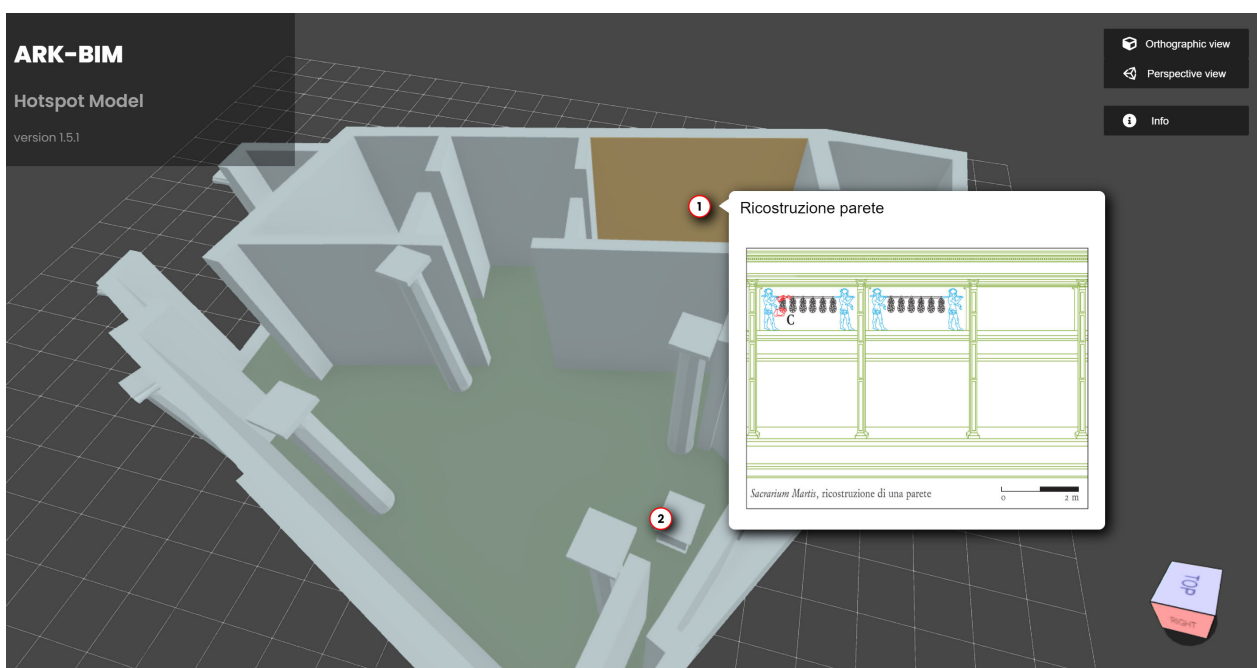 ARK-BIM
Hotspot Model
version 1.5.1
Orthographic view
Perspective view
Info
1
Ricostruzione parete
C
Sacrarium Martis, ricostruzione di una parete
0 2 m
2
TOP
RIGHT